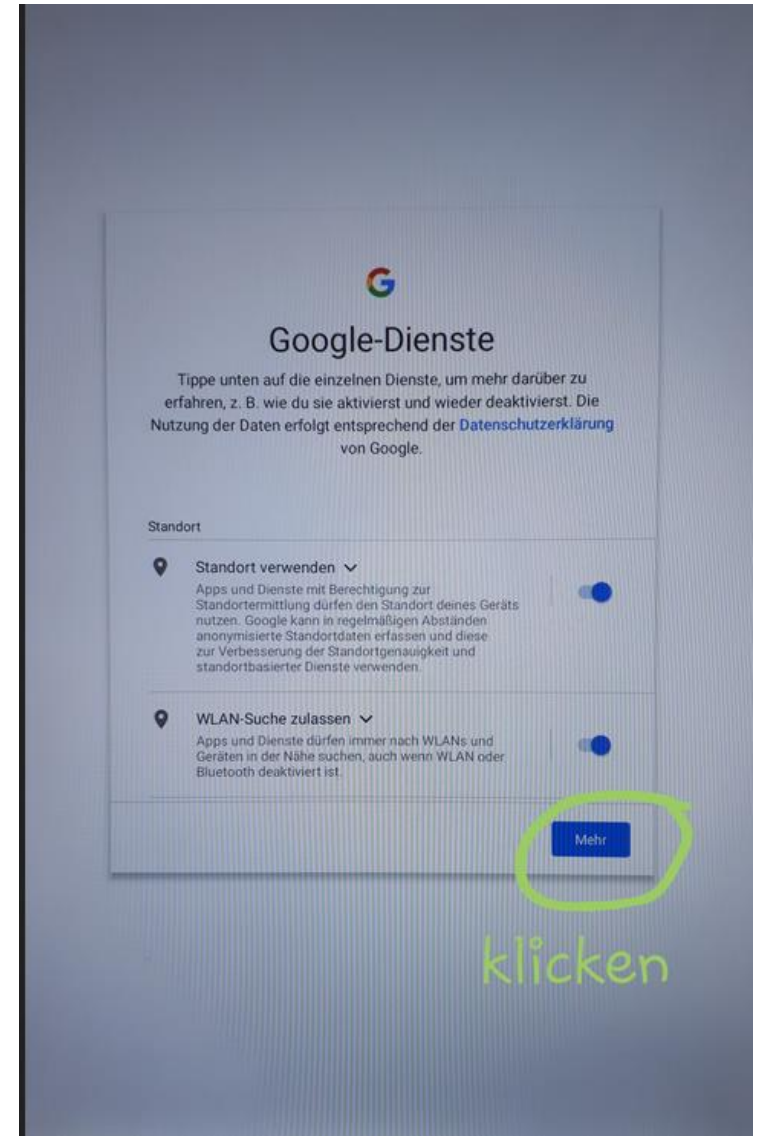 Google-Dienste
Tippe unten auf die einzelnen Dienste, um mehr darüber zu
erfahren, z. B. wie du sie aktivierst und wieder deaktivierst. Die
Nutzung der Daten erfolgt entsprechend der Datenschutzerklärung
von Google.
Standort
Standort verwenden
Apps und Dienste mit Berechtigung zur
Standortermittlung dürfen den Standort deines Geräts
nutzen. Google kann in regelmäßigen Abständen
anonymisierte Standortdaten erfassen und diese
zur Verbesserung der Standortgenauigkeit und
standortbasierter Dienste verwenden.
WLAN-Suche zulassen
Apps und Dienste dürfen immer nach WLANs und
Geräten in der Nähe suchen, auch wenn WLAN oder
Bluetooth deaktiviert ist.
Mehr
klicken